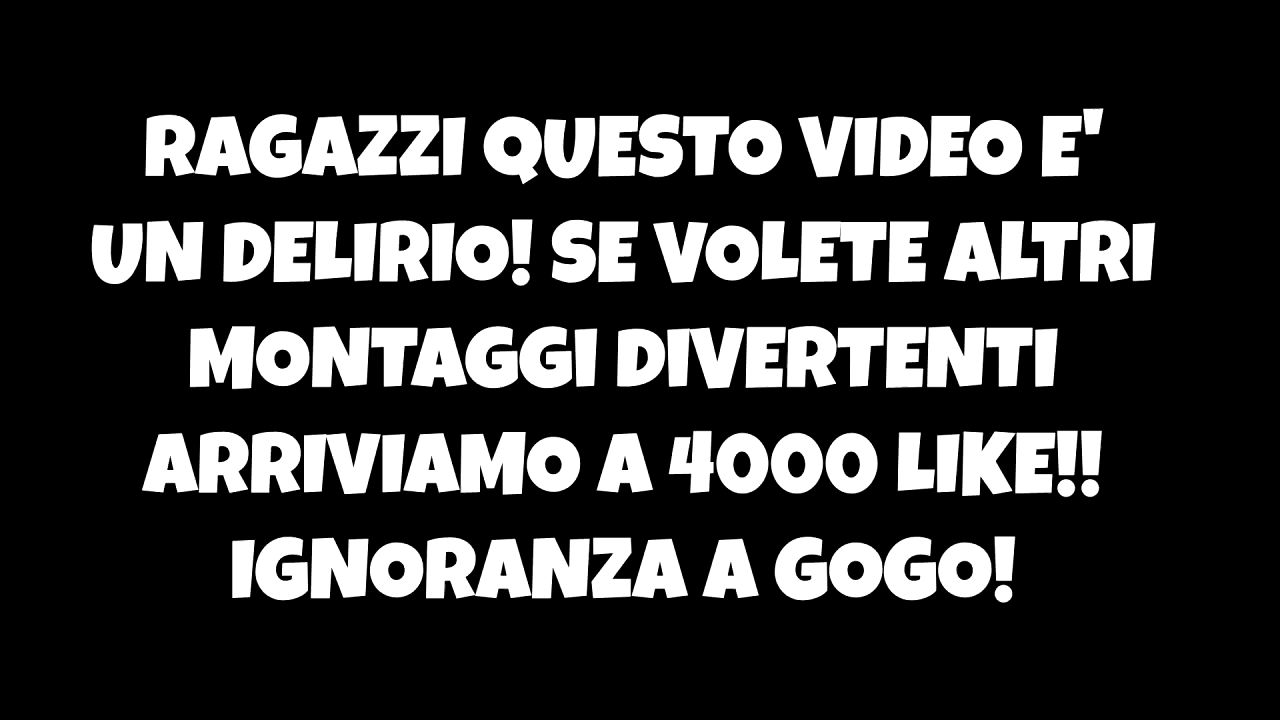 RAGAZZI QUESTO VIDEO E'
UN DELIRIO! SE VOLETE ALTRI
MONTAGGI DIVERTENTI
ARRIVIAMO A 4000 LIKE!!
IGNORANZA A GOGO!